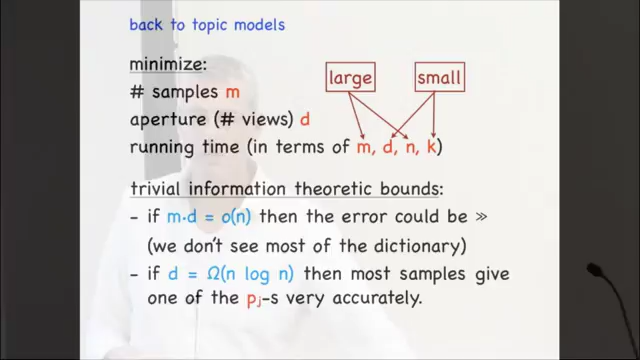 back to topic models
minimize:
large small
# samples m
aperture (# views) d
running time (in terms of m, d, n, k)
trivial information theoretic bounds:
- if m·d = o(n) then the error could be ≫
(we don't see most of the dictionary)
- if d = Ω(n log n) then most samples give
one of the pj-s very accurately.